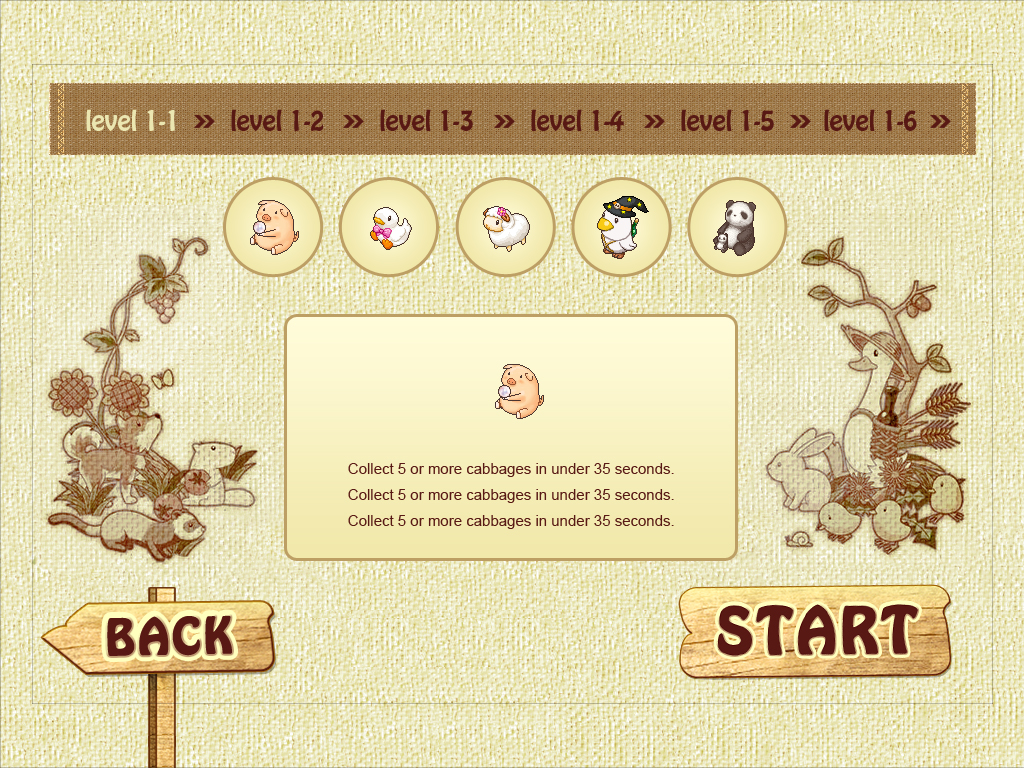 level 1-1 » level 1-2 » level 1-3 » level 1-4 » level 1-5 » level 1-6 »
Collect 5 or more cabbages in under 35 seconds.
Collect 5 or more cabbages in under 35 seconds.
Collect 5 or more cabbages in under 35 seconds.
BACK
START